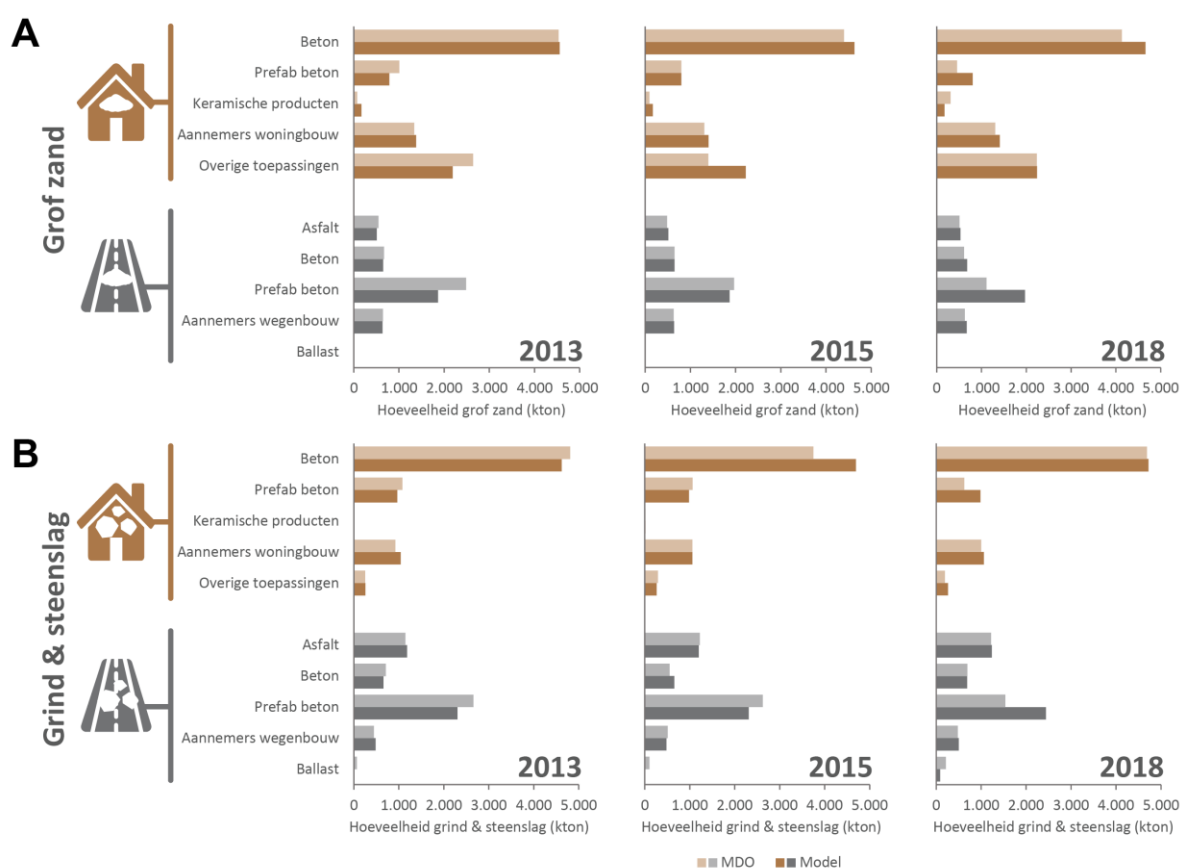 A
Grof zand
Beton
Prefab beton
Keramische producten
Aannemers woningbouw
Overige toepassingen
Asfalt
Beton
Prefab beton
Aannemers wegenbouw
Ballast
2013
2015
2018
0 1.000 2.000 3.000 4.000 5.000
0 1.000 2.000 3.000 4.000 5.000
0 1.000 2.000 3.000 4.000 5.000
Hoeveelheid grof zand (kton)
Hoeveelheid grof zand (kton)
Hoeveelheid grof zand (kton)
B
Grind & steenslag
Beton
Prefab beton
Keramische producten
Aannemers woningbouw
Overige toepassingen
Asfalt
Beton
Prefab beton
Aannemers wegenbouw
Ballast
2013
2015
2018
0 1.000 2.000 3.000 4.000 5.000
0 1.000 2.000 3.000 4.000 5.000
0 1.000 2.000 3.000 4.000 5.000
Hoeveelheid grind & steenslag (kton)
Hoeveelheid grind & steenslag (kton)
Hoeveelheid grind & steenslag (kton)
MDO
Model